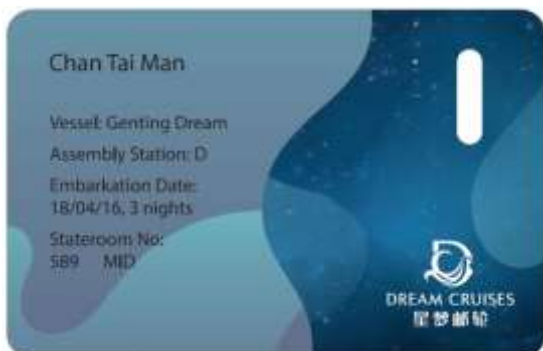 Chan Tai Man
Vessel: Genting Dream
Assembly Station: D
Embarkation Date:
18/04/16, 3 nights
Stateroom No:
589 MID
DREAM CRUISES
星梦邮轮